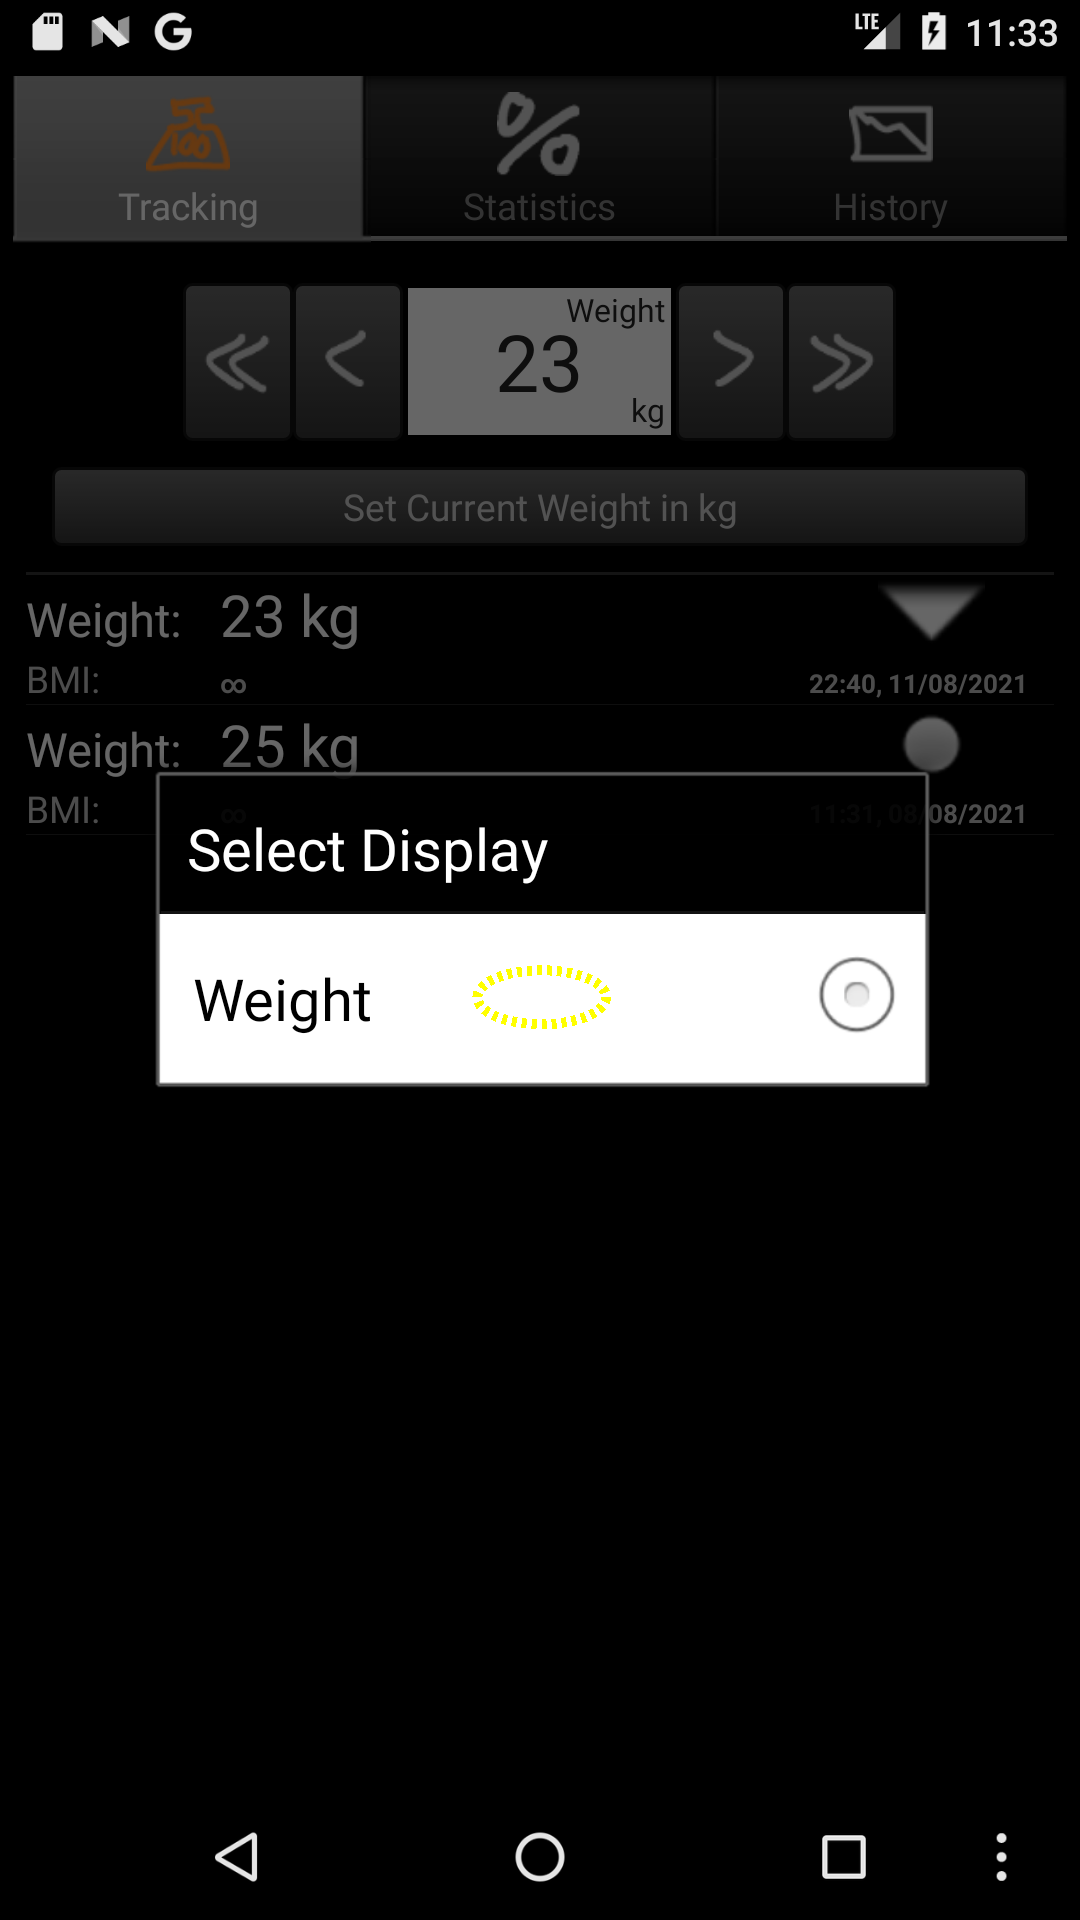 LTE 11:33
Tracking Statistics History
Weight
23
kg
Set Current Weight in kg
Weight: 23 kg
BMI: ∞ 22:40, 11/08/2021
Weight: 25 kg
BMI: ∞ 11:31, 08/08/2021
Select Display
Weight